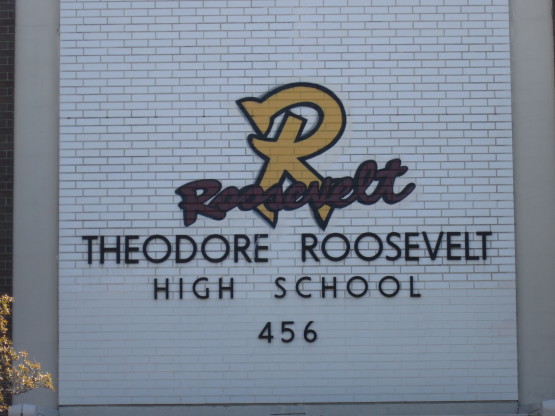 R
Roosevelt
THEODORE ROOSEVELT
HIGH SCHOOL
456